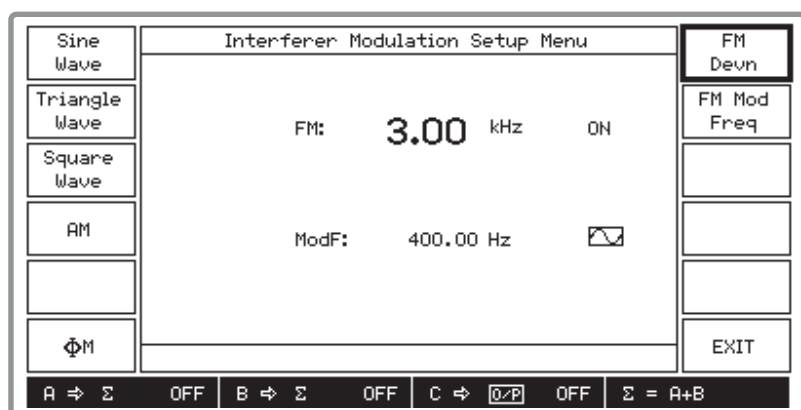 Interferer Modulation Setup Menu
Sine
Wave
Triangle
Wave
Square
Wave
AM
ΦM
FM: 3.00 kHz ON
ModF: 400.00 Hz
FM
Devn
FM Mod
Freq
EXIT
A ⇨ Σ OFF B ⇨ Σ OFF C ⇨ O/P OFF Σ = A+B